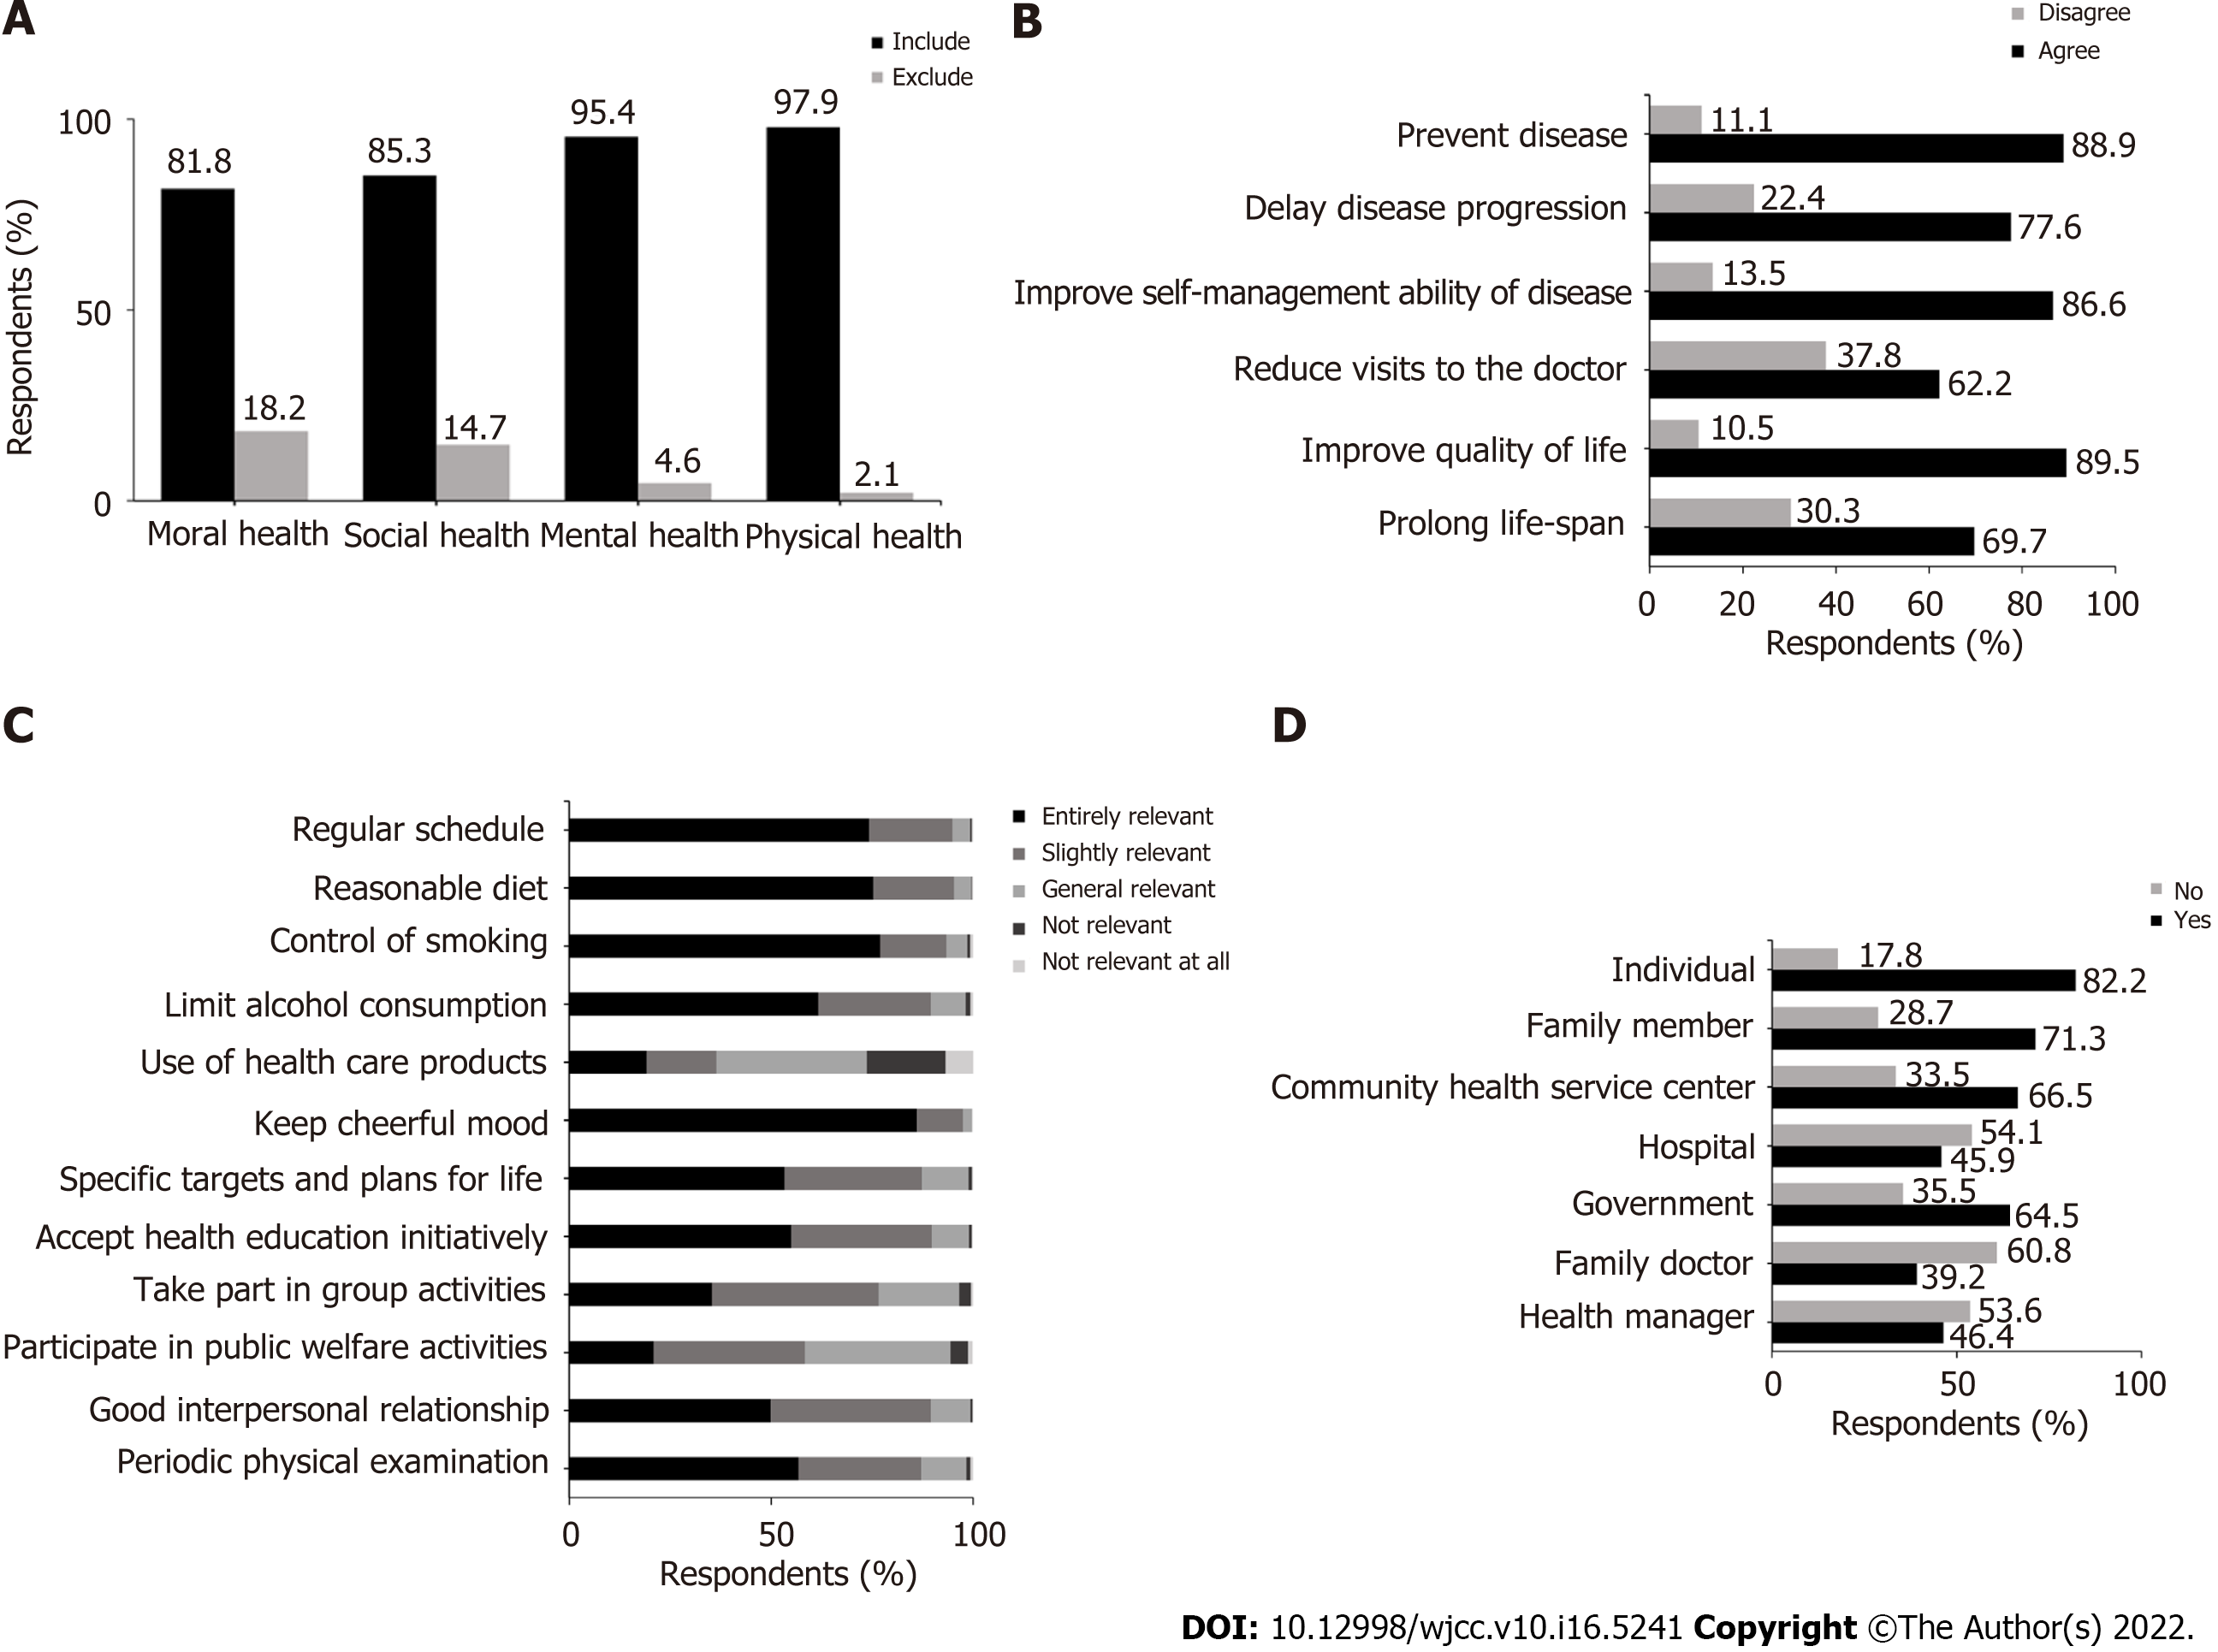 A
Include
Exclude
Respondents (%)
100
50
0
81.8
18.2
85.3
14.7
95.4
4.6
97.9
2.1
Moral health
Social health
Mental health
Physical health
B
Disagree
Agree
Prevent disease
11.1
88.9
Delay disease progression
22.4
77.6
Improve self-management ability of disease
13.5
86.6
Reduce visits to the doctor
37.8
62.2
Improve quality of life
10.5
89.5
Prolong life-span
30.3
69.7
0 20 40 60 80 100
Respondents (%)
C
Entirely relevant
Slightly relevant
General relevant
Not relevant
Not relevant at all
Regular schedule
Reasonable diet
Control of smoking
Limit alcohol consumption
Use of health care products
Keep cheerful mood
Specific targets and plans for life
Accept health education initiatively
Take part in group activities
Participate in public welfare activities
Good interpersonal relationship
Periodic physical examination
0 50 100
Respondents (%)
D
No
Yes
Individual
17.8
82.2
Family member
28.7
71.3
Community health service center
33.5
66.5
Hospital
54.1
45.9
Government
35.5
64.5
Family doctor
60.8
39.2
Health manager
53.6
46.4
0 50 100
Respondents (%)
DOI: 10.12998/wjcc.v10.i16.5241 Copyright ©The Author(s) 2022.